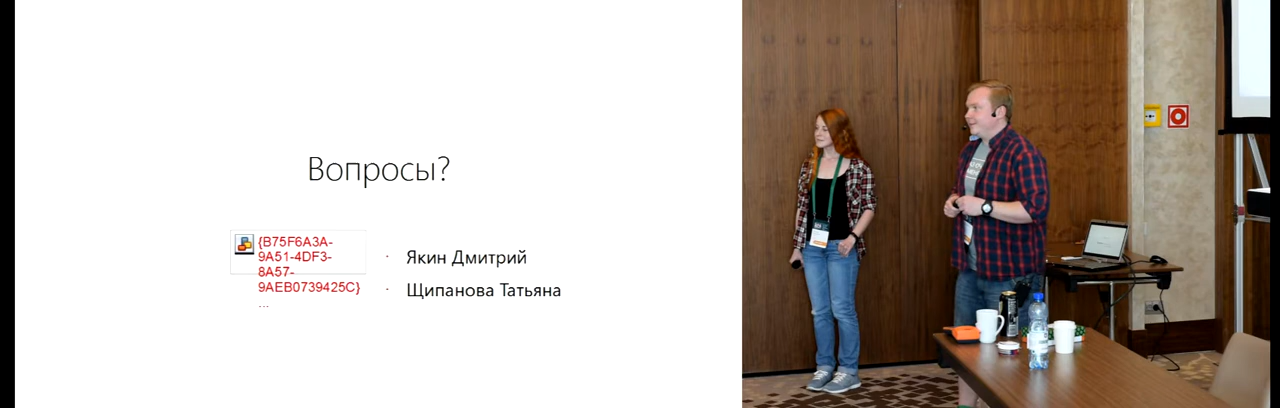 Вопросы?
{B75F6A3A-
9A51-4DF3-
8A57-
9AEB0739425C}
...
· Якин Дмитрий
· Щипанова Татьяна